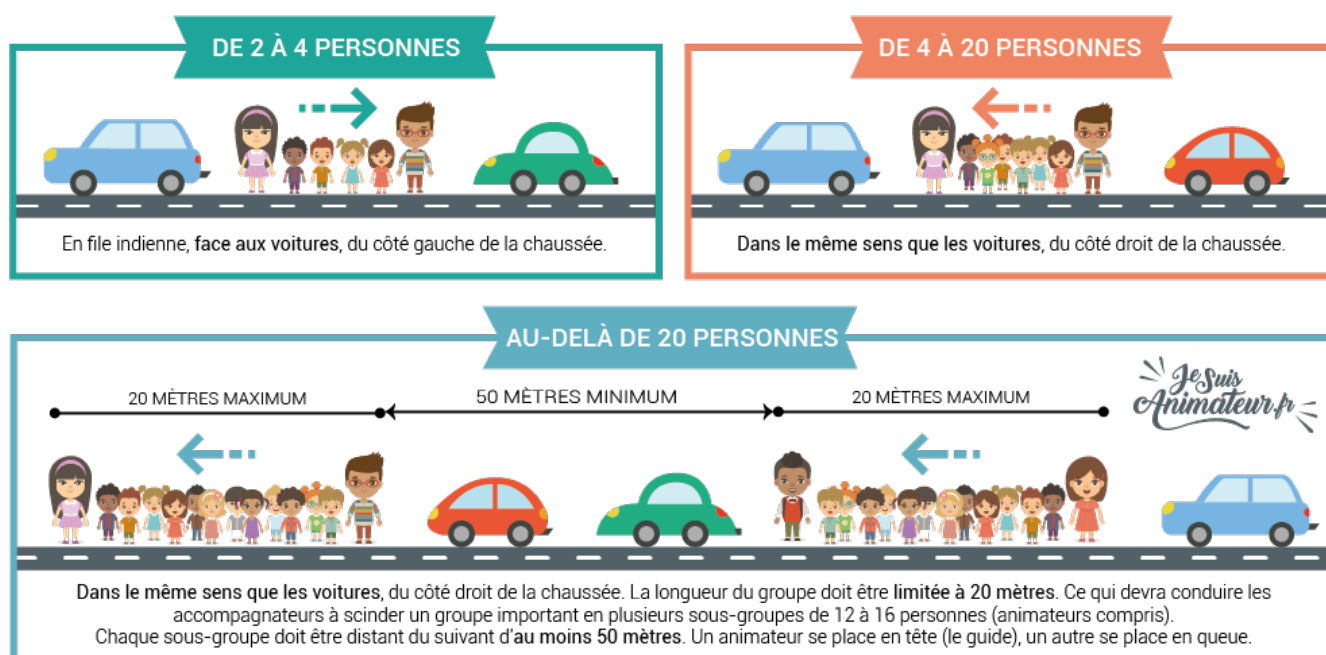 DE 2 À 4 PERSONNES
En file indienne, face aux voitures, du côté gauche de la chaussée.
DE 4 À 20 PERSONNES
Dans le même sens que les voitures, du côté droit de la chaussée.
AU-DELÀ DE 20 PERSONNES
20 MÈTRES MAXIMUM
50 MÈTRES MINIMUM
20 MÈTRES MAXIMUM
Je Suis
Animateur.fr
Dans le même sens que les voitures, du côté droit de la chaussée. La longueur du groupe doit être limitée à 20 mètres. Ce qui devra conduire les
accompagnateurs à scinder un groupe important en plusieurs sous-groupes de 12 à 16 personnes (animateurs compris).
Chaque sous-groupe doit être distant du suivant d'au moins 50 mètres. Un animateur se place en tête (le guide), un autre se place en queue.